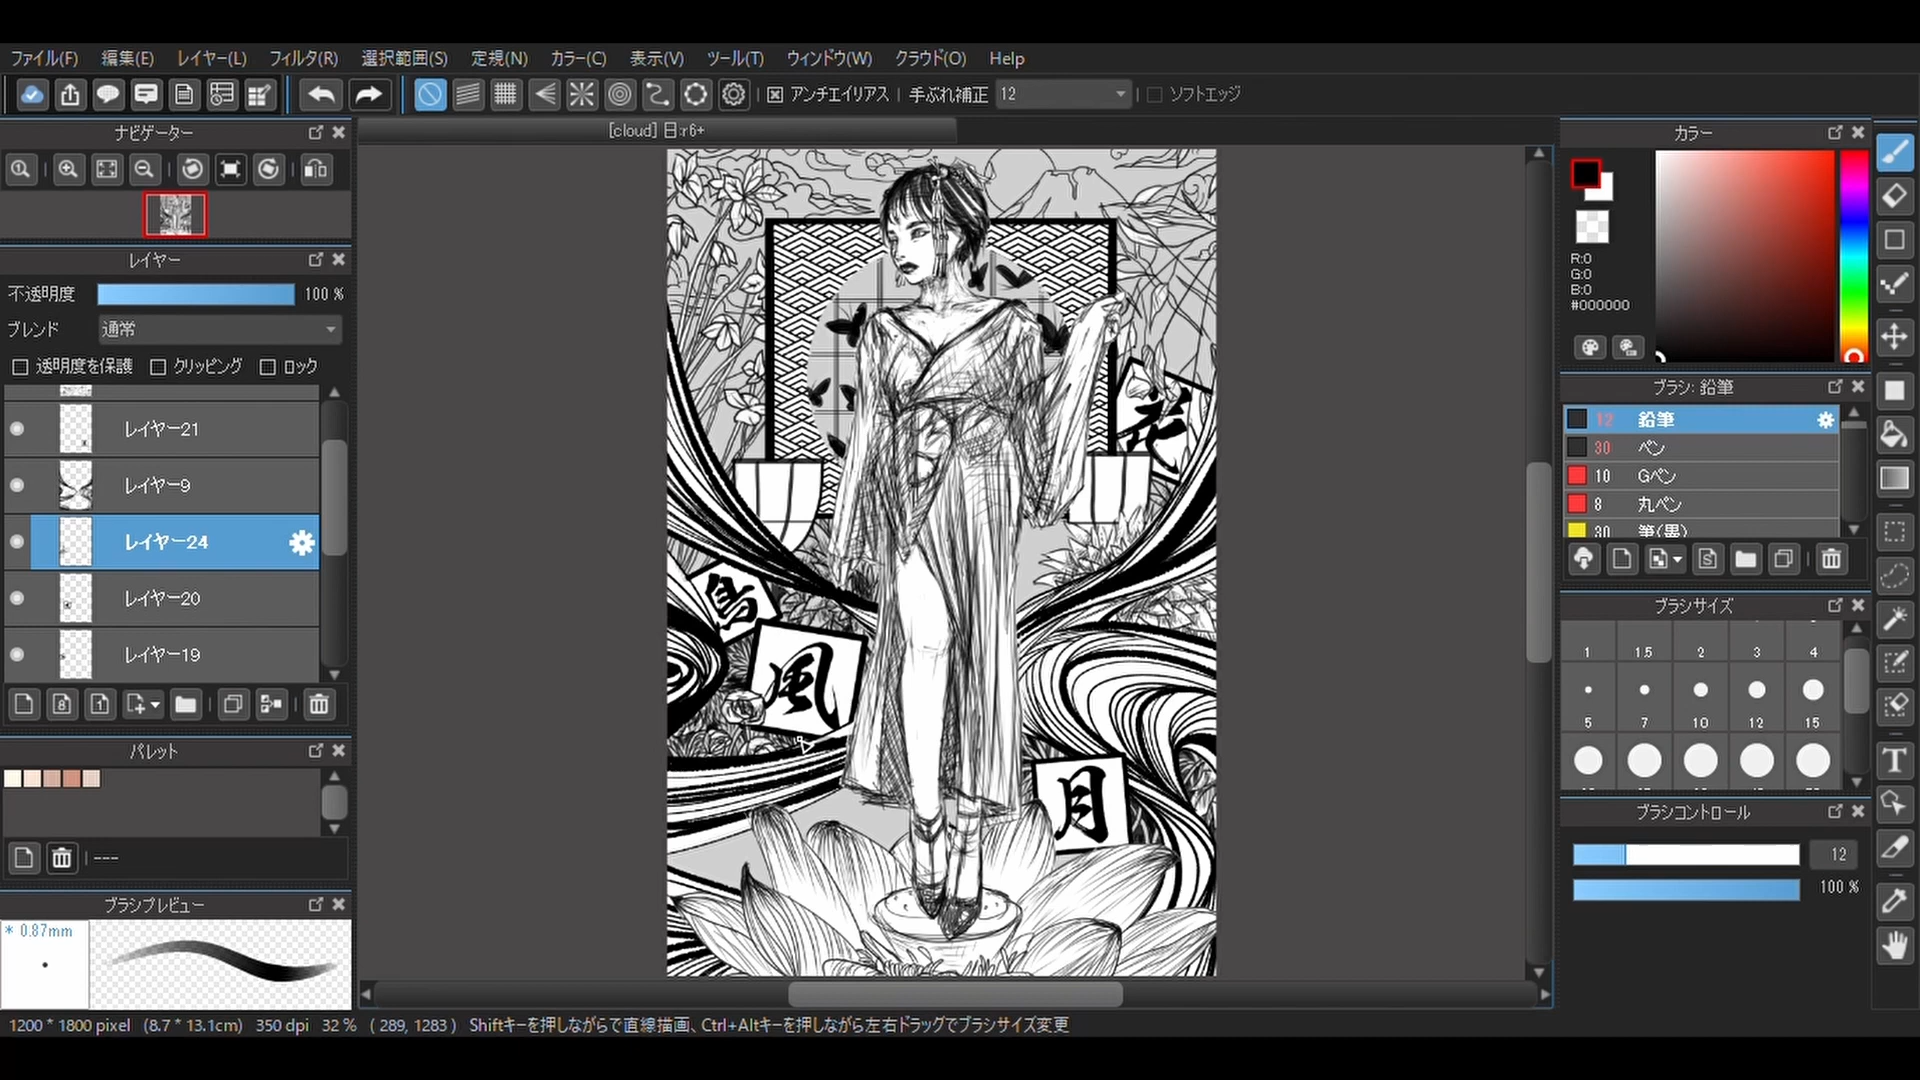 ファイル(F) 編集(E) レイヤー(L) フィルタ(R) 選択範囲(S) 定規(N) カラー(C) 表示(V) ツール(T) ウィンドウ(W) クラウド(O) Help
アンチエイリアス 手ぶれ補正 12 ソフトエッジ
ナビゲーター
[cloud] 日:r6+
レイヤー
不透明度 100 %
ブレンド 通常
透明度を保護 クリッピング ロック
レイヤー21
レイヤー9
レイヤー24
レイヤー20
レイヤー19
パレット
---
ブラシプレビュー
* 0.87mm
花
鳥
風
月
カラー
R:0
G:0
B:0
#000000
ブラシ: 鉛筆
12 鉛筆
30 ペン
10 Gペン
8 丸ペン
30 筆(墨)
ブラシサイズ
1 1.5 2 3 4
5 7 10 12 15
ブラシコントロール
12
100 %
1200 * 1800 pixel (8.7 * 13.1cm) 350 dpi 32 % ( 289, 1283 ) Shiftキーを押しながらで直線描画、Ctrl+Altキーを押しながら左右ドラッグでブラシサイズ変更